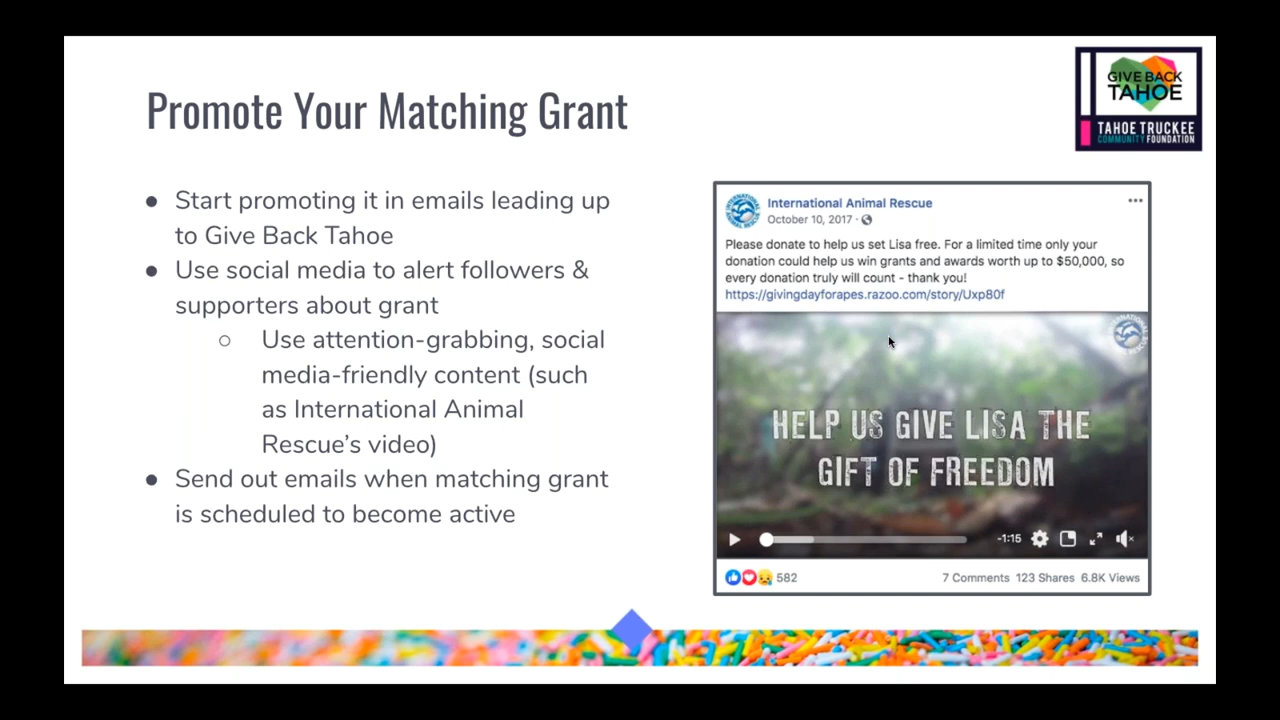 Promote Your Matching Grant
GIVE BACK
TAHOE
TAHOE TRUCKEE
COMMUNITY FOUNDATION
● Start promoting it in emails leading up
to Give Back Tahoe
● Use social media to alert followers &
supporters about grant
○ Use attention-grabbing, social
media-friendly content (such
as International Animal
Rescue’s video)
● Send out emails when matching grant
is scheduled to become active
International Animal Rescue
October 10, 2017 ·
Please donate to help us set Lisa free. For a limited time only your
donation could help us win grants and awards worth up to $50,000, so
every donation truly will count - thank you!
https://givingdayforapes.razoo.com/story/Uxp80f
HELP US GIVE LISA THE
GIFT OF FREEDOM
-1:15
582
7 Comments 123 Shares 6.8K Views